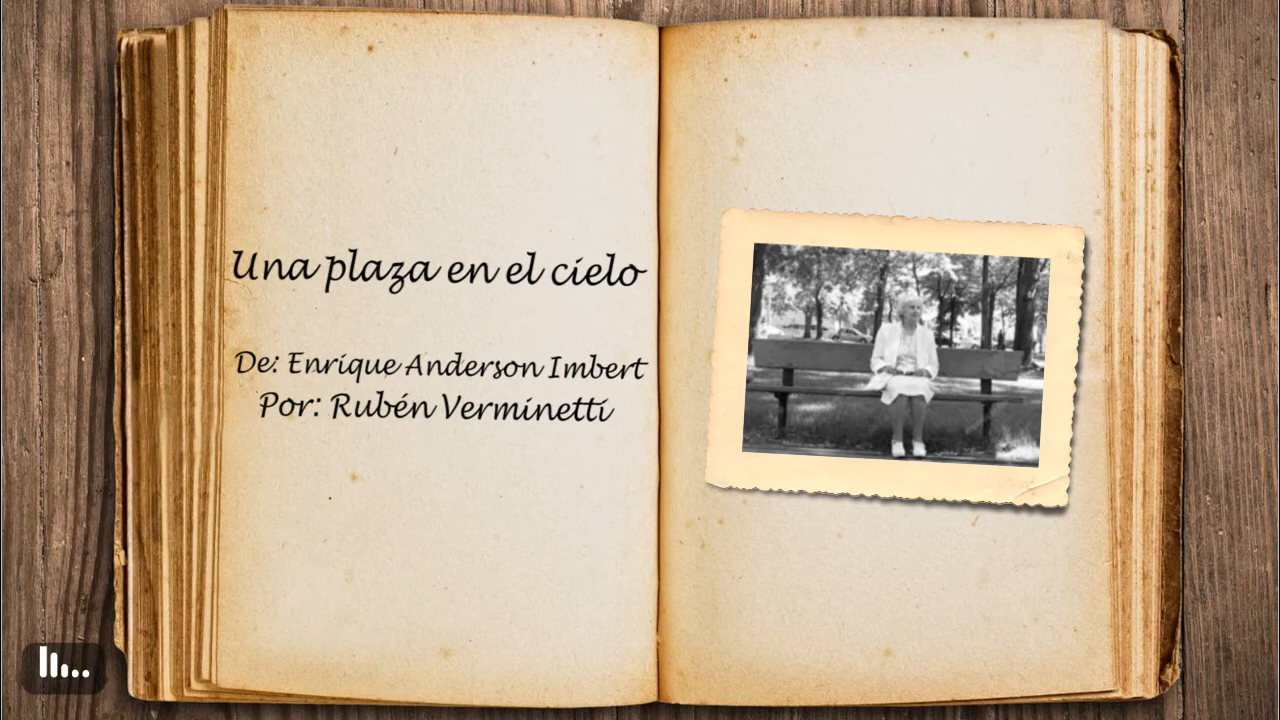 Una plaza en el cielo
De: Enrique Anderson Imbert
Por: Rubén Verminetti